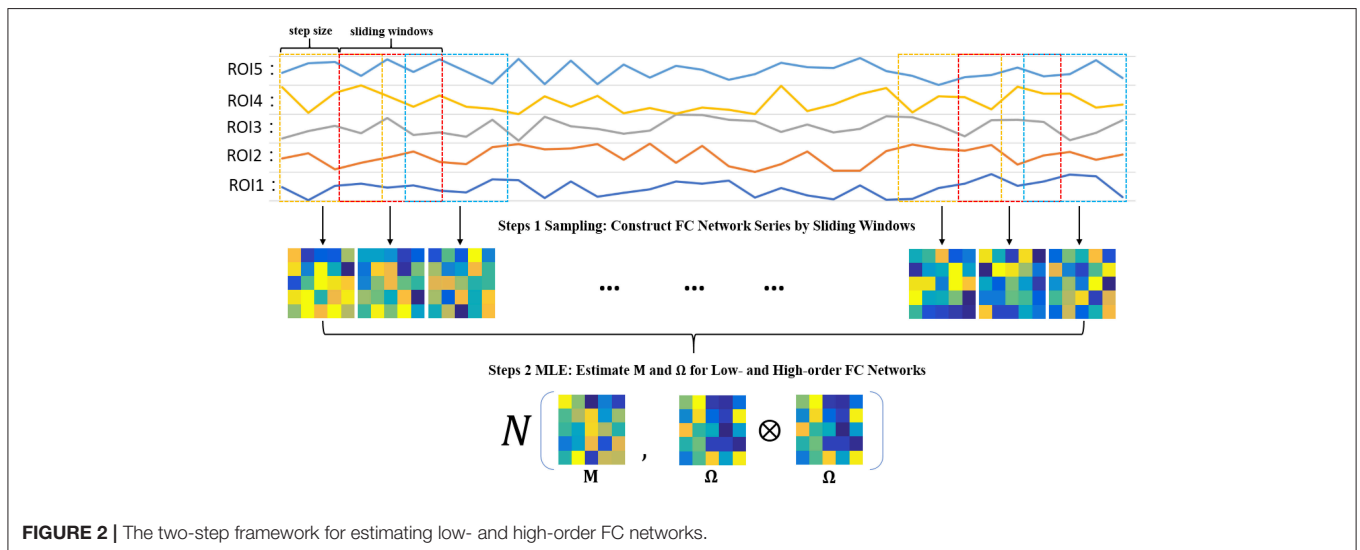 step size sliding windows
ROI5 :
ROI4 :
ROI3 :
ROI2 :
ROI1 :
Steps 1 Sampling: Construct FC Network Series by Sliding Windows
... ... ...
Steps 2 MLE: Estimate M and Ω for Low- and High-order FC Networks
N ( , ⊗ )
M Ω Ω
FIGURE 2 | The two-step framework for estimating low- and high-order FC networks.